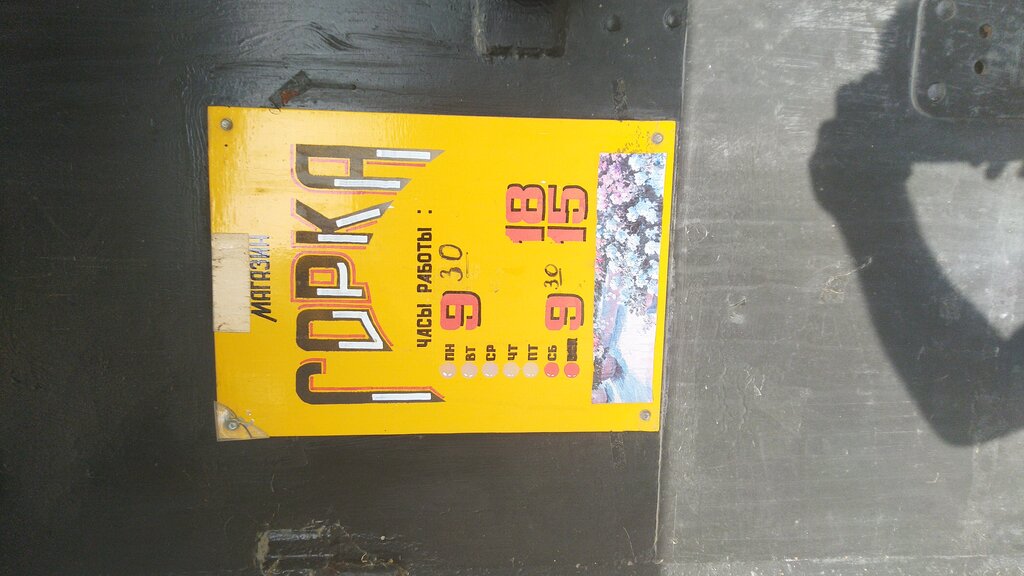 МАГАЗИН
ГОРКА
ЧАСЫ РАБОТЫ :
ПН 9 30
ВТ
СР
ЧТ
ПТ 18
СБ 9 30 15